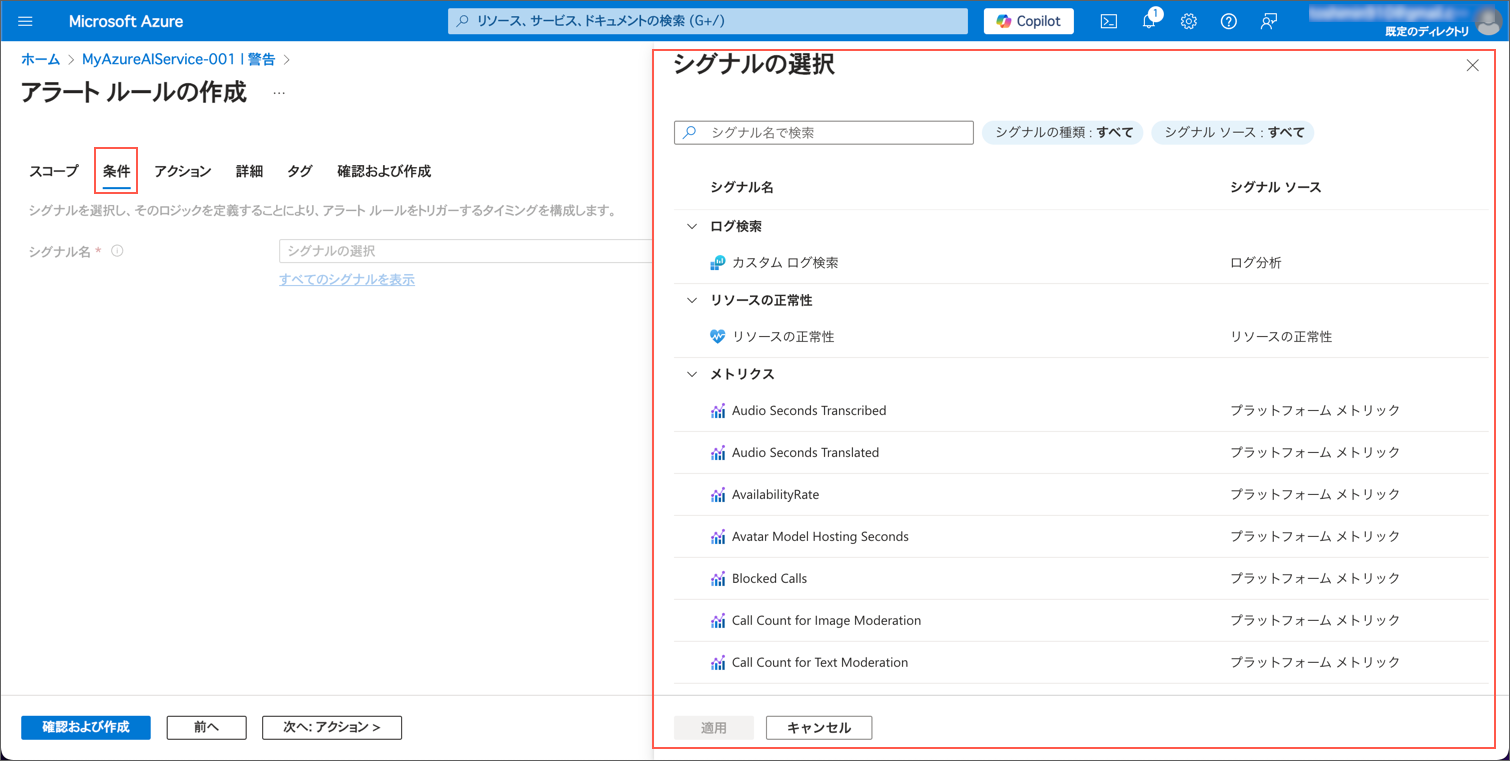 Microsoft Azure
リソース、サービス、ドキュメントの検索 (G+/)
Copilot
1
既定のディレクトリ
ホーム > MyAzureAIService-001 | 警告 >
アラート ルールの作成 …
スコープ 条件 アクション 詳細 タグ 確認および作成
シグナルを選択し、そのロジックを定義することにより、アラート ルールをトリガーするタイミングを構成します。
シグナル名 *
シグナルの選択
すべてのシグナルを表示
確認および作成 前へ 次へ: アクション >
シグナルの選択
シグナル名で検索 シグナルの種類 : すべて シグナル ソース : すべて
シグナル名 シグナル ソース
ログ検索
カスタム ログ検索 ログ分析
リソースの正常性
リソースの正常性 リソースの正常性
メトリクス
Audio Seconds Transcribed プラットフォーム メトリック
Audio Seconds Translated プラットフォーム メトリック
AvailabilityRate プラットフォーム メトリック
Avatar Model Hosting Seconds プラットフォーム メトリック
Blocked Calls プラットフォーム メトリック
Call Count for Image Moderation プラットフォーム メトリック
Call Count for Text Moderation プラットフォーム メトリック
適用 キャンセル